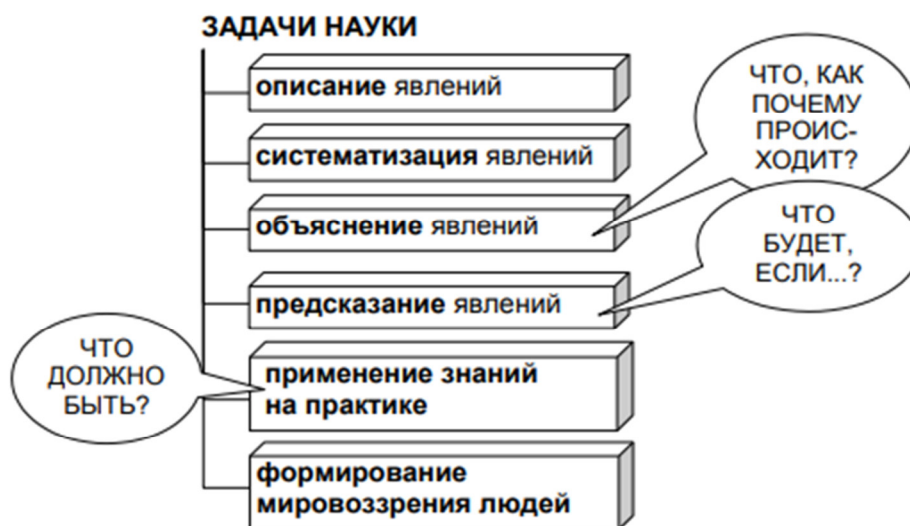 ЗАДАЧИ НАУКИ
описание явлений
систематизация явлений
объяснение явлений
ЧТО, КАК
ПОЧЕМУ
ПРОИС-
ХОДИТ?
предсказание явлений
ЧТО
БУДЕТ,
ЕСЛИ...?
применение знаний
на практике
ЧТО
ДОЛЖНО
БЫТЬ?
формирование
мировоззрения людей